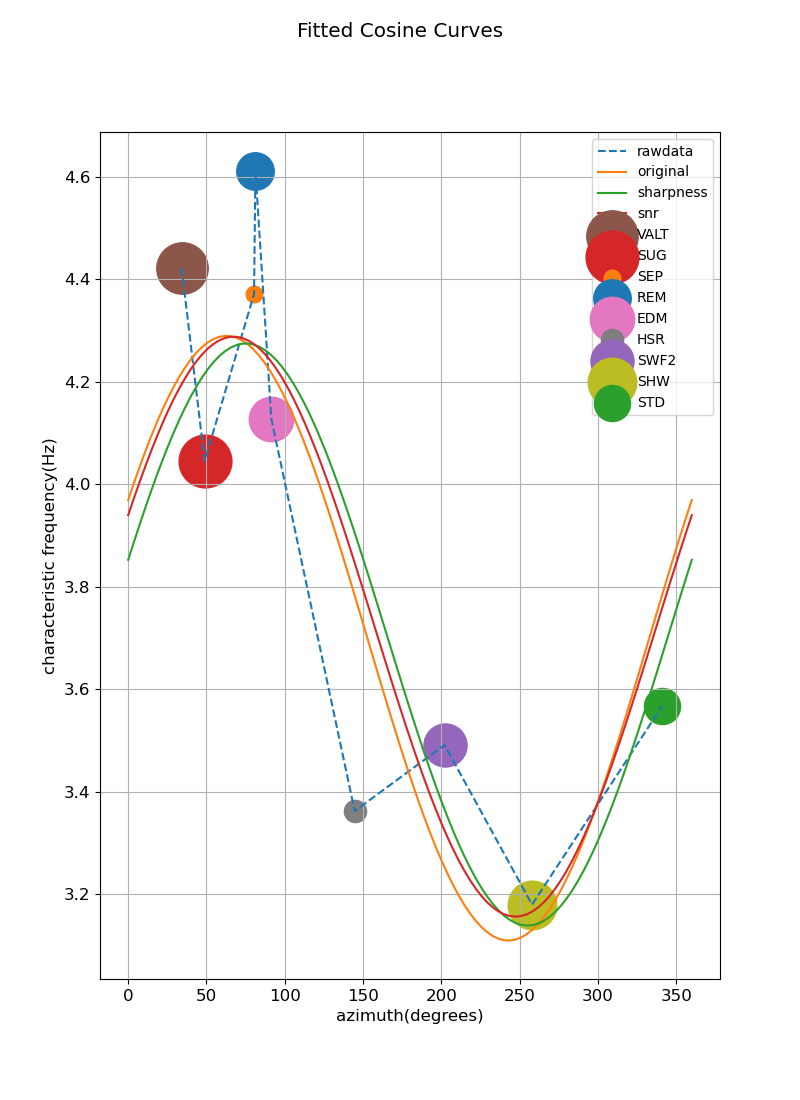 Fitted Cosine Curves
rawdata
original
sharpness
snr
VALT
SUG
SEP
REM
EDM
HSR
SWF2
SHW
STD
4.6
4.4
4.2
4.0
3.8
3.6
3.4
3.2
characteristic frequency(Hz)
0 50 100 150 200 250 300 350
azimuth(degrees)